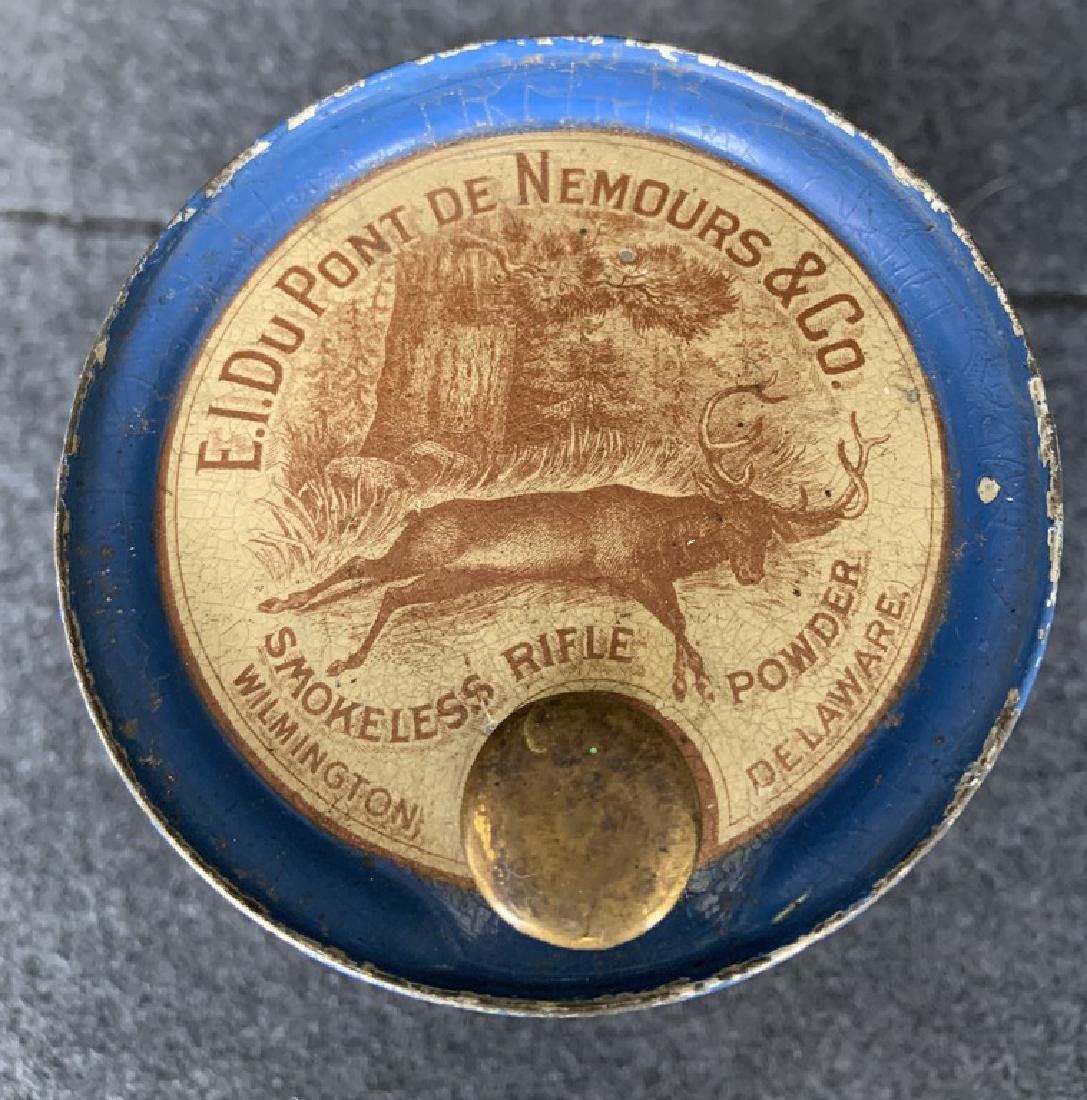 E. I. DU PONT DE NEMOURS & CO.
SMOKELESS RIFLE POWDER
WILMINGTON, DELAWARE.